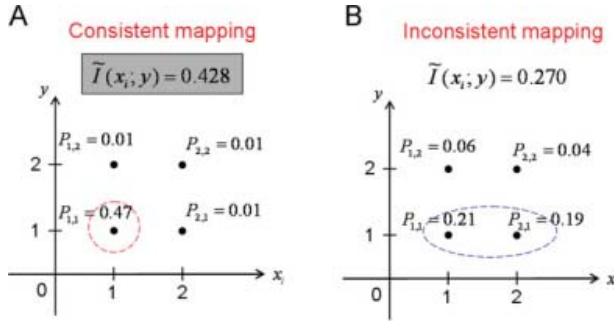 A Consistent mapping
Ĩ(xᵢ; y) = 0.428
y
P₁,₂ = 0.01 P₂,₂ = 0.01
2
P₁,₁ = 0.47 P₂,₁ = 0.01
1
0 1 2 xᵢ
B Inconsistent mapping
Ĩ(xᵢ; y) = 0.270
y
P₁,₂ = 0.06 P₂,₂ = 0.04
2
P₁,₁ = 0.21 P₂,₁ = 0.19
1
0 1 2 x